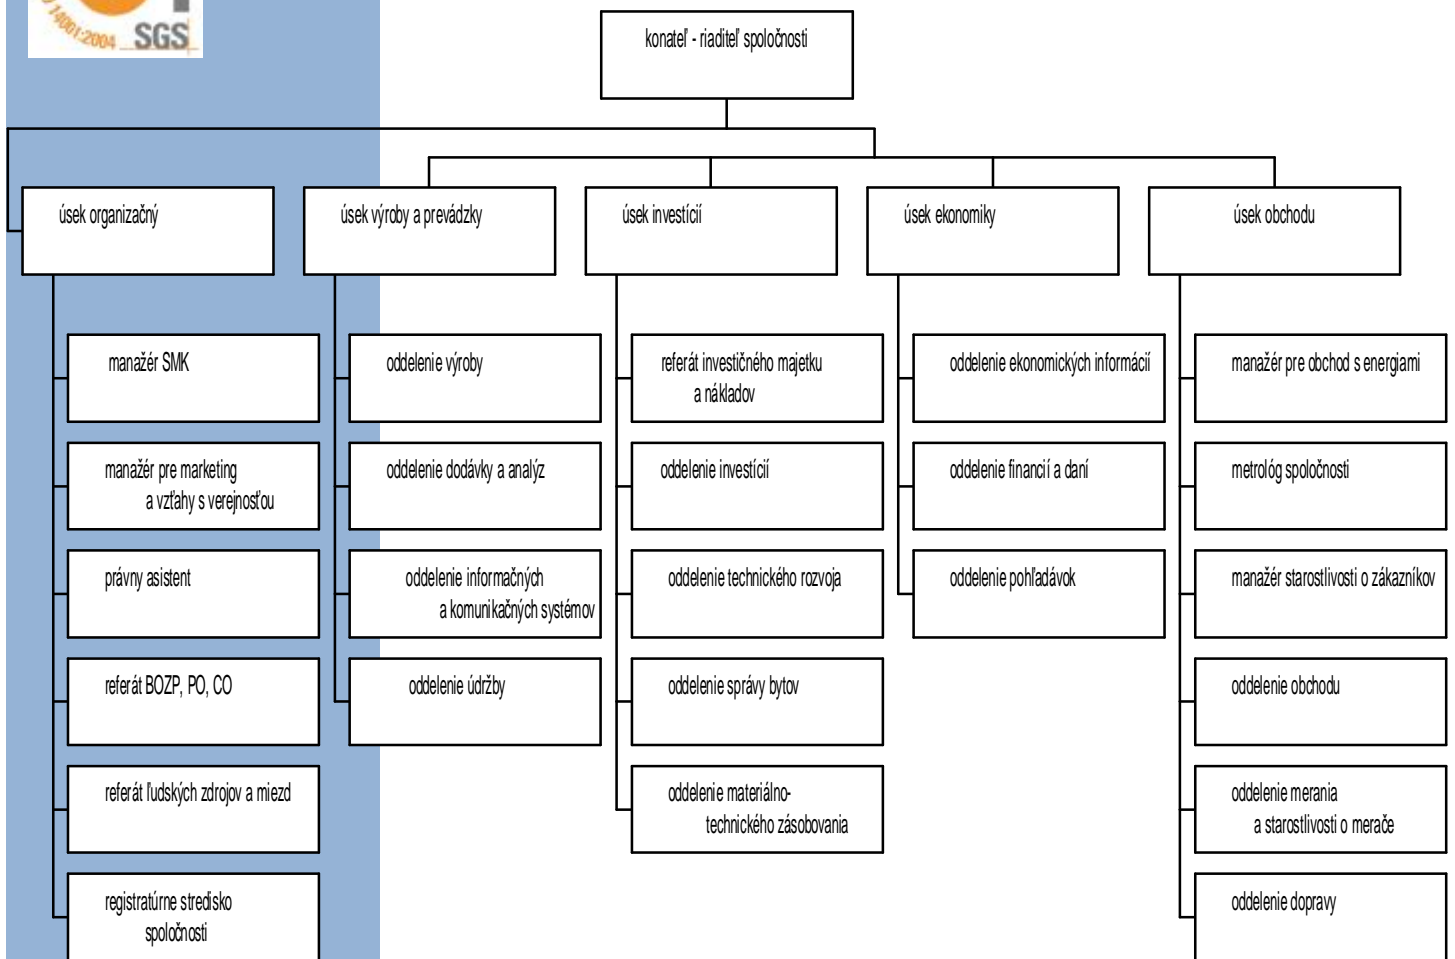 14001:2004 SGS
konateľ - riaditeľ spoločnosti
úsek organizačný
úsek výroby a prevádzky
úsek investícií
úsek ekonomiky
úsek obchodu
manažér SMK
manažér pre marketing
a vzťahy s verejnosťou
právny asistent
referát BOZP, PO, CO
referát ľudských zdrojov a miezd
registratúrne stredisko
spoločnosti
oddelenie výroby
oddelenie dodávky a analýz
oddelenie informačných
a komunikačných systémov
oddelenie údržby
referát investičného majetku
a nákladov
oddelenie investícií
oddelenie technického rozvoja
oddelenie správy bytov
oddelenie materiálno-
technického zásobovania
oddelenie ekonomických informácií
oddelenie financií a daní
oddelenie pohľadávok
manažér pre obchod s energiami
metrológ spoločnosti
manažér starostlivosti o zákazníkov
oddelenie obchodu
oddelenie merania
a starostlivosti o merače
oddelenie dopravy